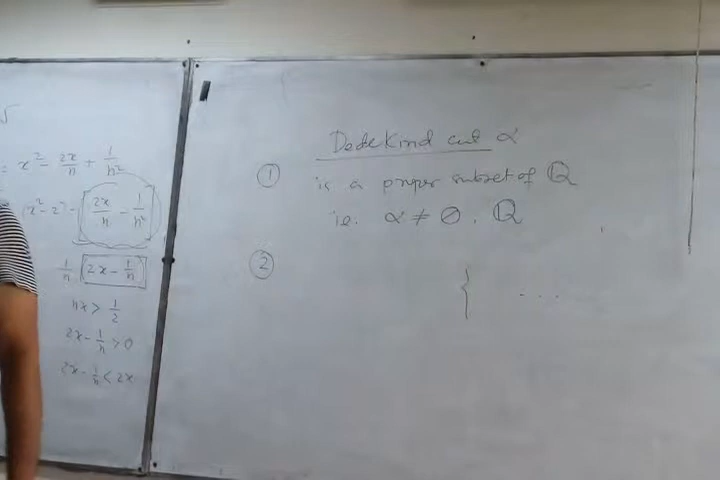 = x² - 2x/n + 1/n²
(x² - 2) - [2x/n - 1/n²]
1/n [2x - 1/n]
nx > 1/2
2x - 1/n > 0
2x - 1/n < 2x
Dedekind cut α
① is a proper subset of ℚ
i.e. α ≠ ∅, ℚ
②
{ ...